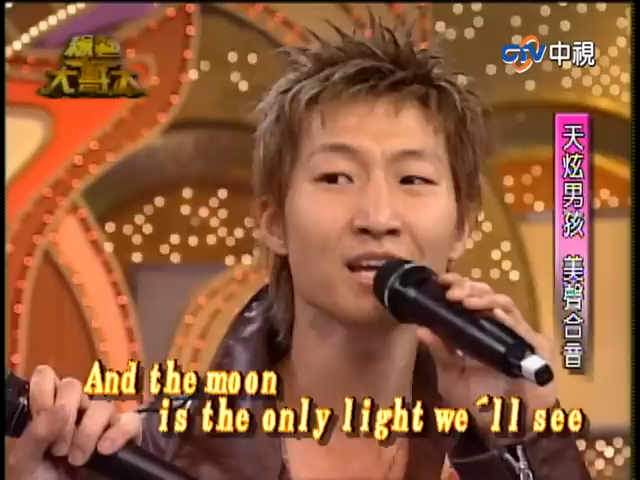 綜藝大哥大
CTV中視
天炫男孩 美聲合音
And the moon
is the only light we´ll see